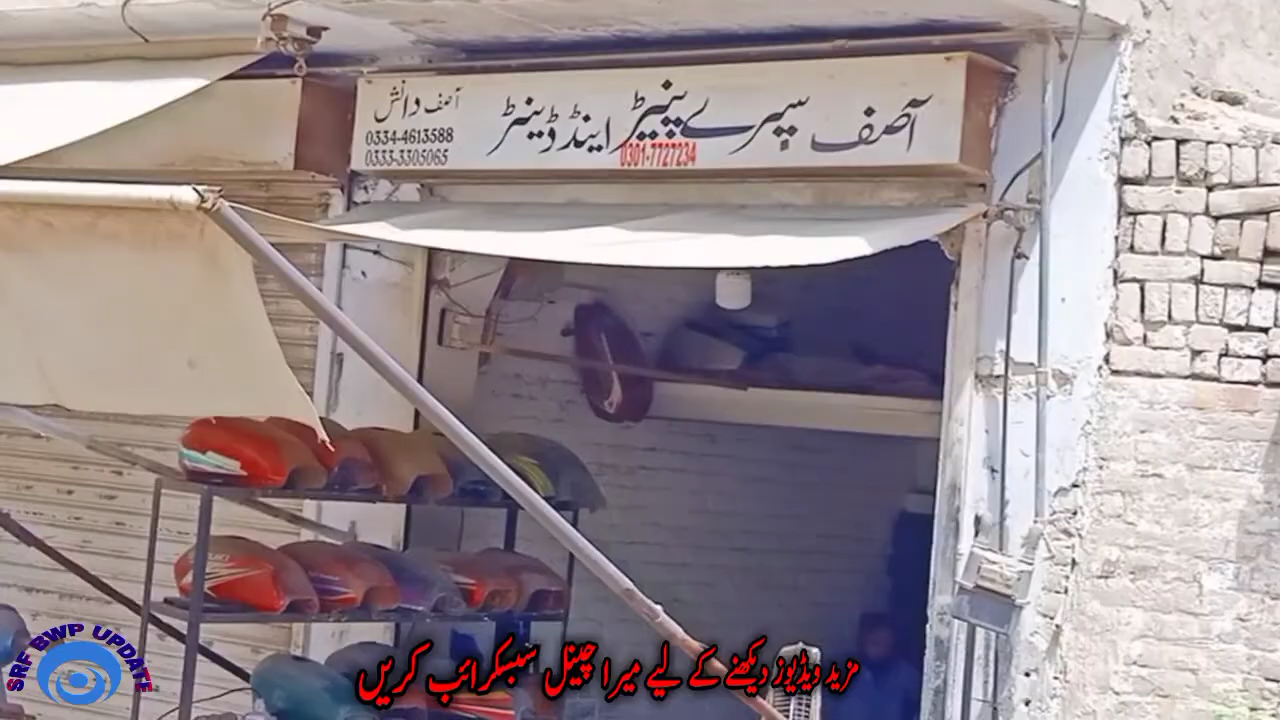 آصف سپرے پنیٹر اینڈ ڈینٹر
آصف دانش
0334-4613588
0333-3305065
0301-7727234
مزید ویڈیوز دیکھنے کے لیے میرا چینل سبسکرائب کریں
SRF BWP UPDATE